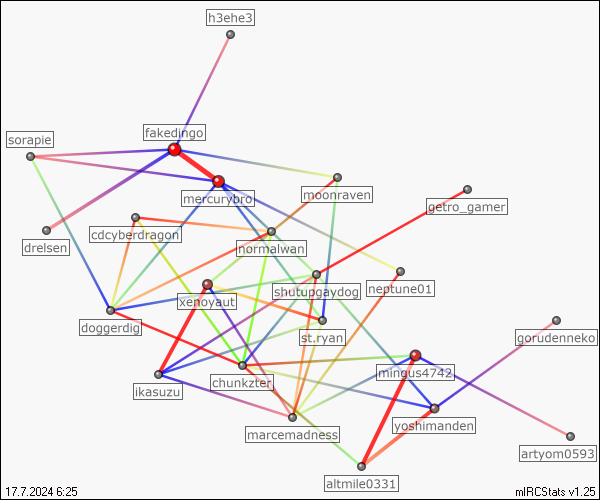 h3ehe3
fakedingo
sorapie
mercurybro
moonraven
getro_gamer
cdcyberdragon
drelsen
normalwan
shutupgaydog
neptune01
xenoyaut
doggerdig
st.ryan
gorudenneko
mingus4742
ikasuzu
chunkzter
yoshimanden
marcemadness
artyom0593
altmile0331
17.7.2024 6:25
mIRCStats v1.25